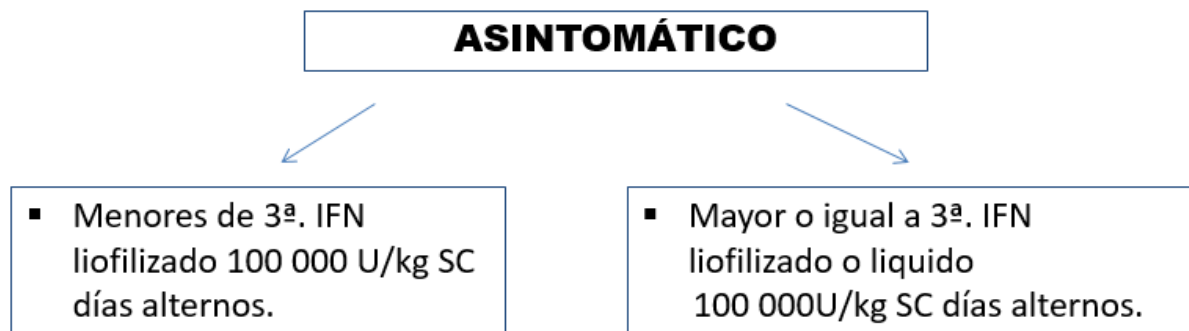 ASINTOMÁTICO
▪ Menores de 3ª. IFN
liofilizado 100 000 U/kg SC
días alternos.
▪ Mayor o igual a 3ª. IFN
liofilizado o liquido
100 000U/kg SC días alternos.